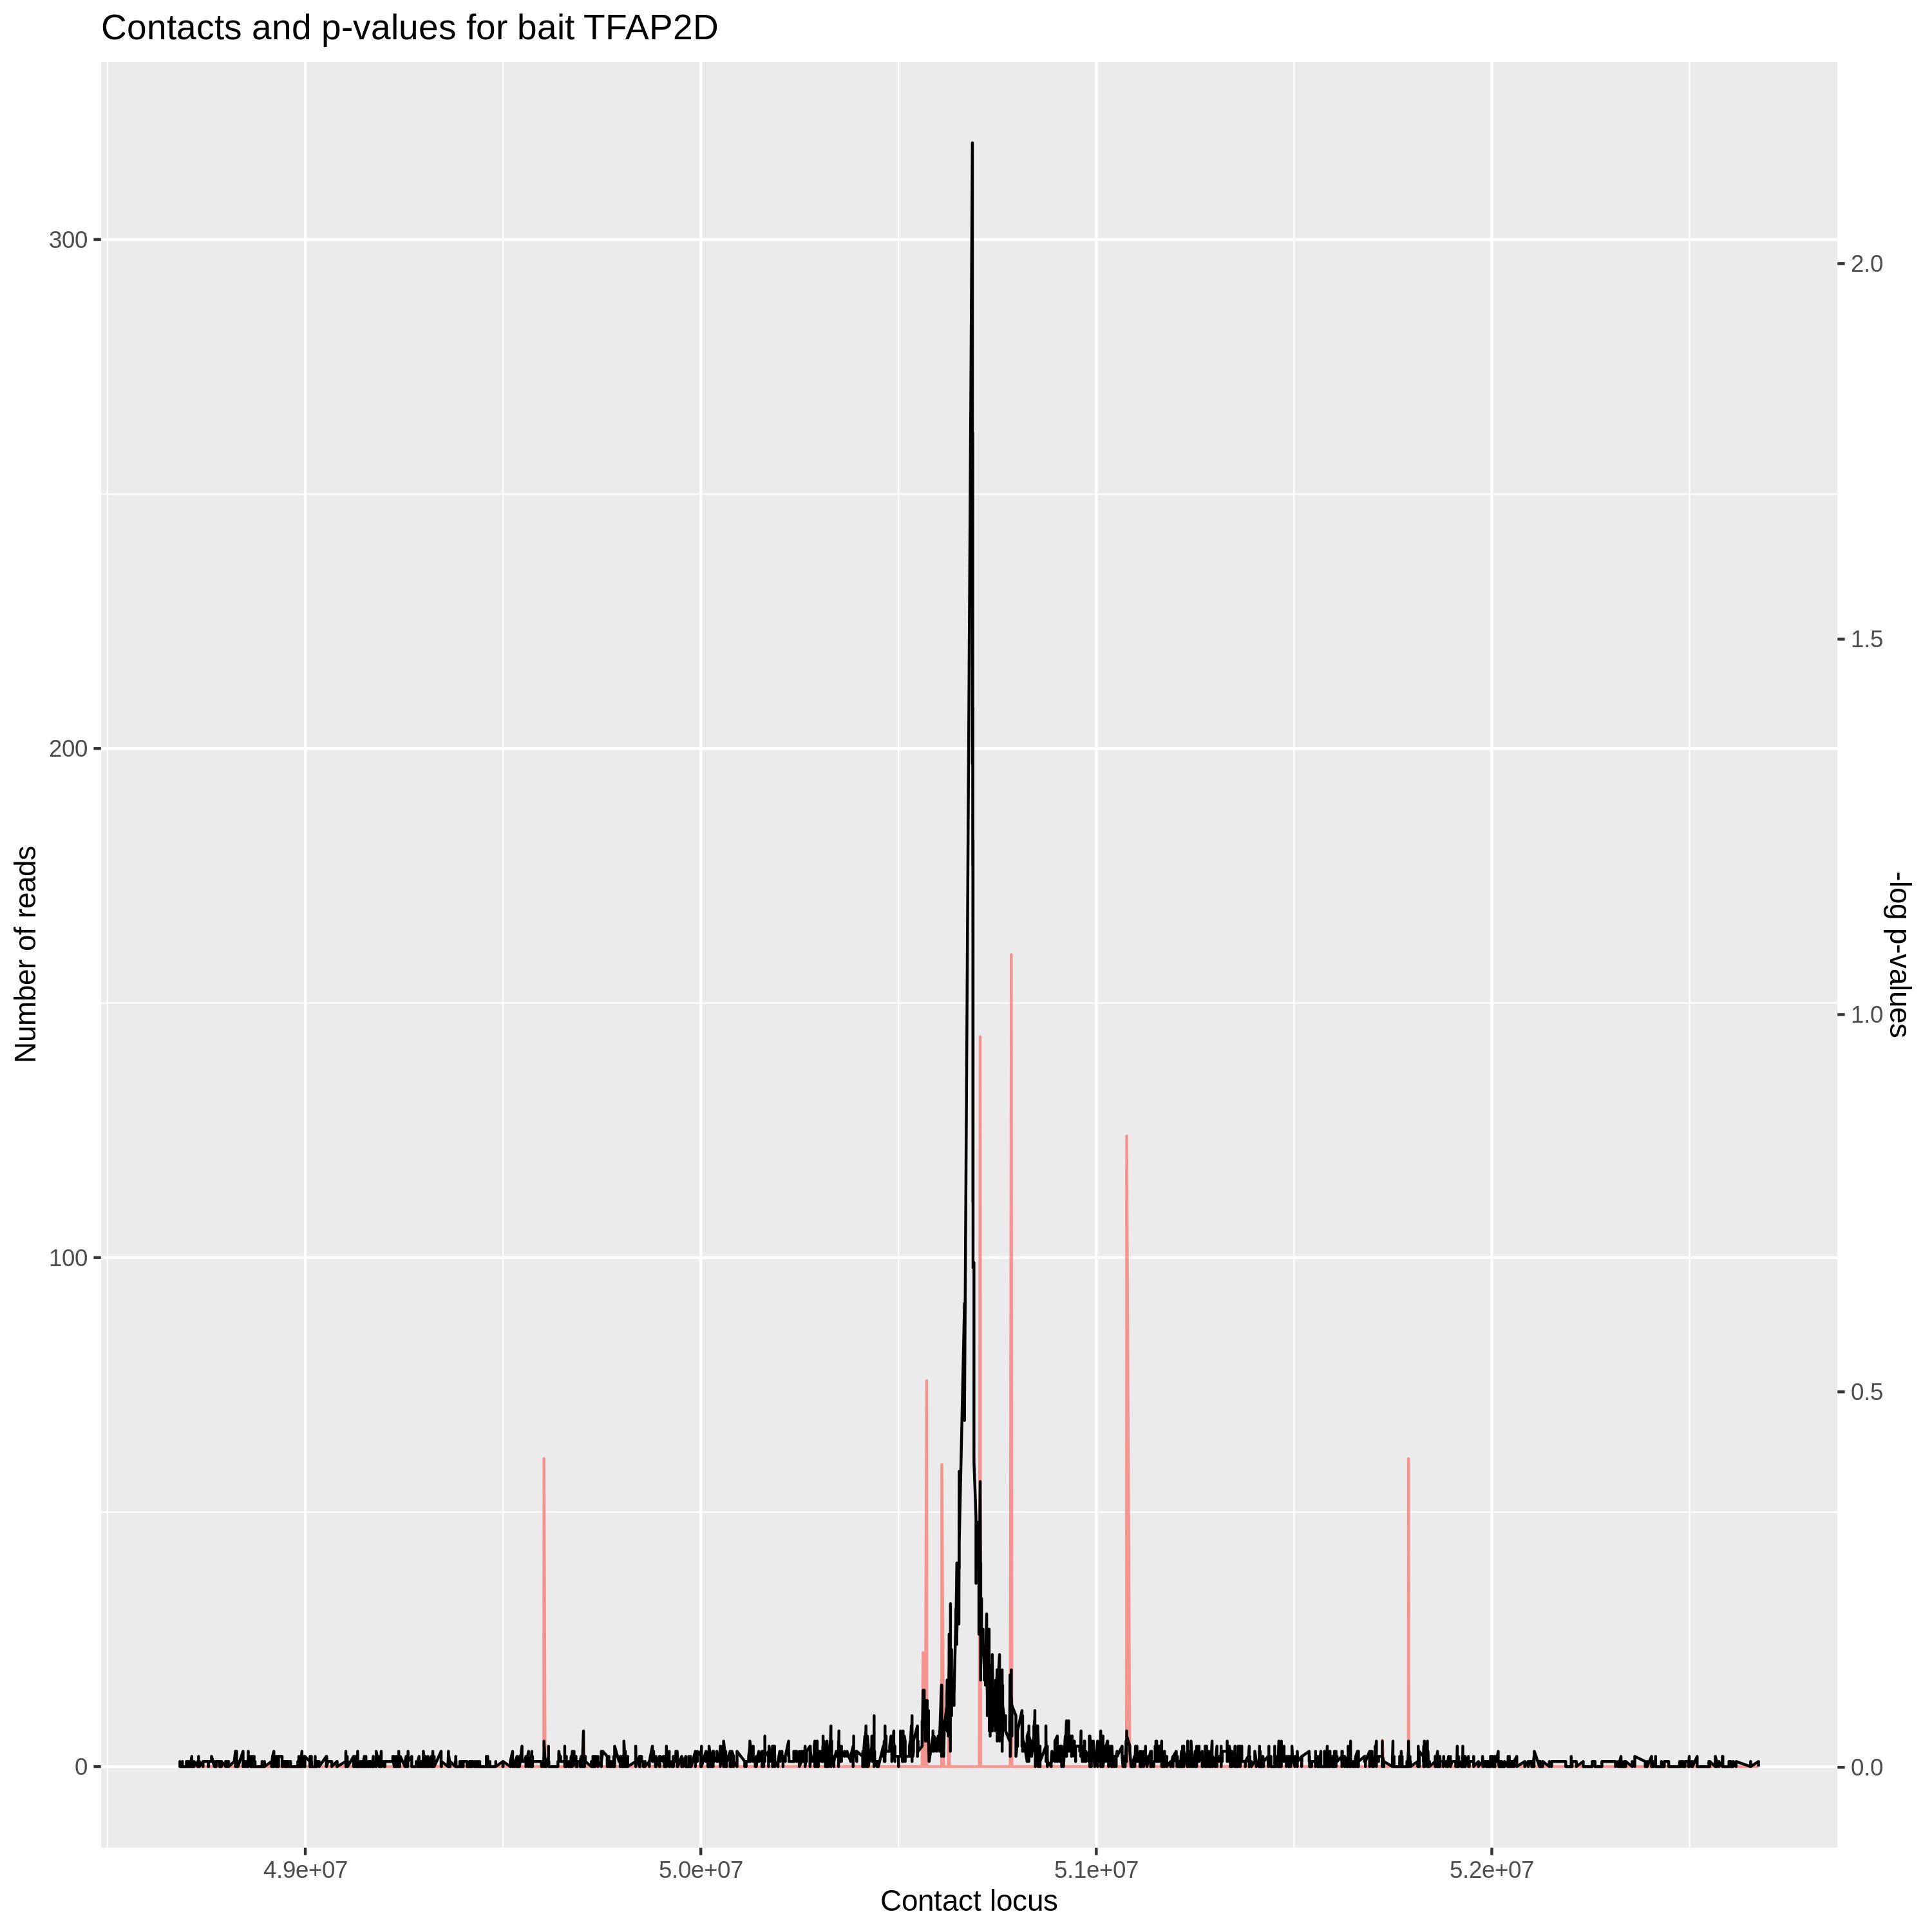 Contacts and p-values for bait TFAP2D
300
200
100
0
Number of reads
2.0
1.5
1.0
0.5
0.0
-log p-values
4.9e+07
5.0e+07
5.1e+07
5.2e+07
Contact locus